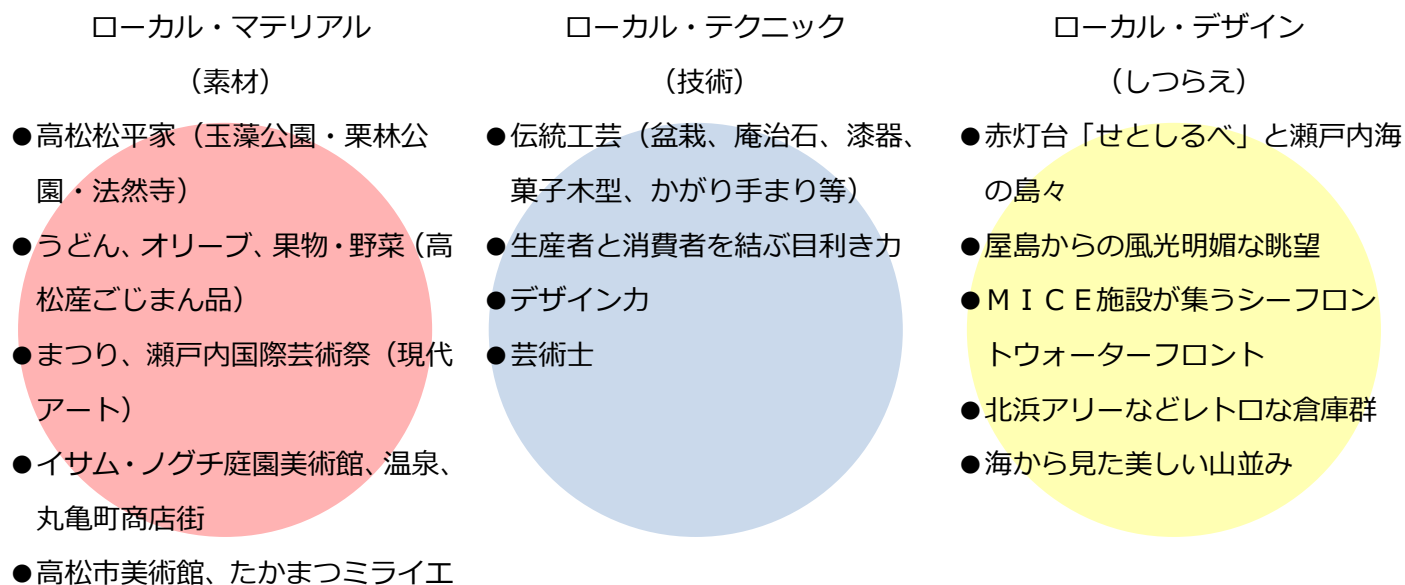 ローカル・マテリアル
（素材）
●高松松平家（玉藻公園・栗林公
園・法然寺）
●うどん、オリーブ、果物・野菜（高
松産ごじまん品）
●まつり、瀬戸内国際芸術祭（現代
アート）
●イサム・ノグチ庭園美術館、温泉、
丸亀町商店街
●高松市美術館、たかまつミライエ
ローカル・テクニック
（技術）
●伝統工芸（盆栽、庵治石、漆器、
菓子木型、かがり手まり等）
●生産者と消費者を結ぶ目利き力
●デザイン力
●芸術士
ローカル・デザイン
（しつらえ）
●赤灯台「せとしるべ」と瀬戸内海
の島々
●屋島からの風光明媚な眺望
●ＭＩＣＥ施設が集うシーフロン
トウォーターフロント
●北浜アリーなどレトロな倉庫群
●海から見た美しい山並み